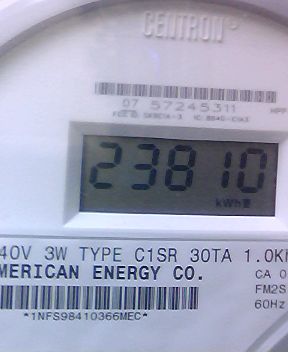 CENTRON®
07 57245311
23810
kWh
40V 3W TYPE C1SR 30TA 1.0K
MERICAN ENERGY CO.
CA 0
FM2S
60Hz
*1NFS98410366MEC*